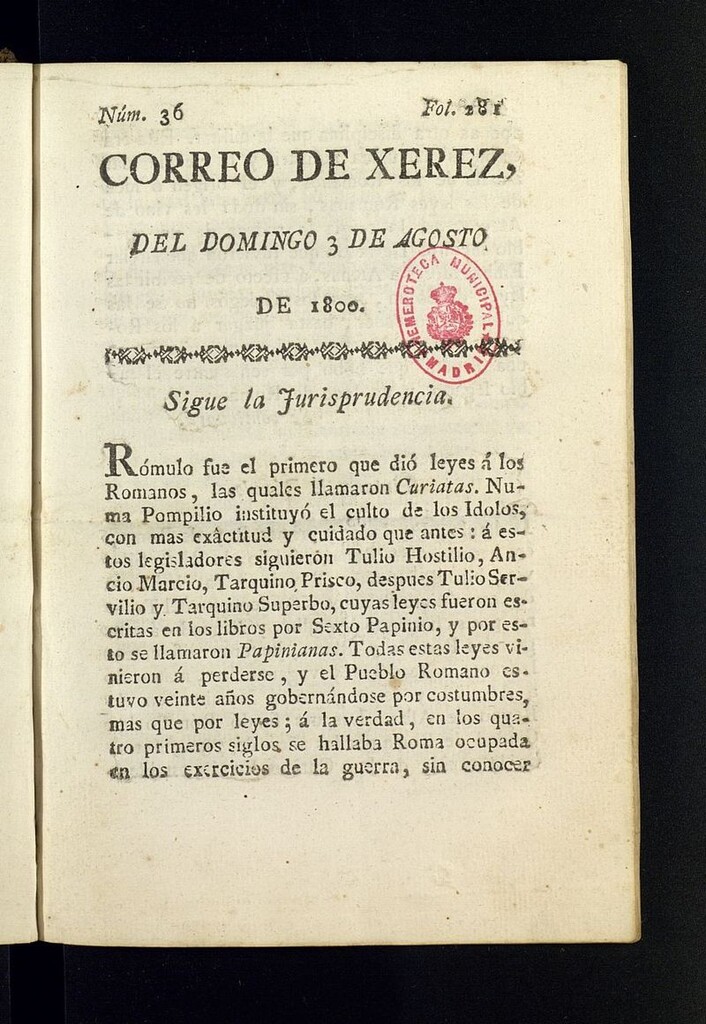 Núm. 36
Fol. 281
CORREO DE XEREZ,
DEL DOMINGO 3 DE AGOSTO
DE 1800.
HEMEROTECA MUNICIPAL
MADRID
Sigue la Jurisprudencia.
Rómulo fue el primero que dió leyes á los
Romanos, las quales llamaron Curiatas. Nu-
ma Pompilio instituyó el culto de los Idolos,
con mas exâctitud y cuidado que antes: á es-
tos legisladores siguierón Tulio Hostilio, An-
cio Marcio, Tarquino Prisco, despues Tulio Ser-
vilio y Tarquino Superbo, cuyas leyes fueron es-
critas en los libros por Sexto Papinio, y por es-
to se llamaron Papinianas. Todas estas leyes vi-
nieron á perderse, y el Pueblo Romano es-
tuvo veinte años gobernándose por costumbres,
mas que por leyes; á la verdad, en los qua-
tro primeros siglos se hallaba Roma ocupada
en los exercicios de la guerra, sin conocer